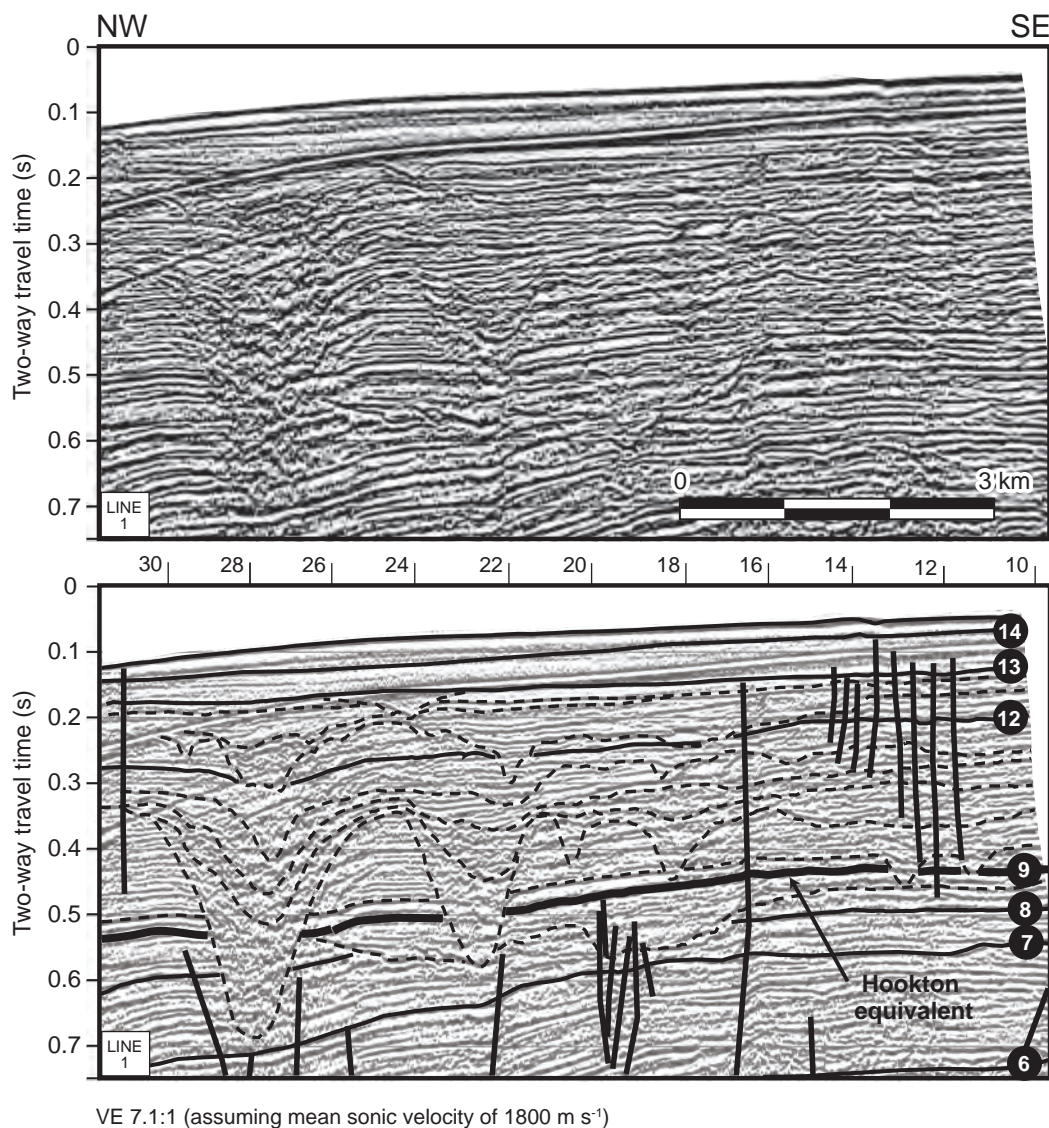 NW SE
0
0.1
0.2
0.3
0.4
0.5
0.6
0.7
Two-way travel time (s)
0 3 km
LINE
1
30 28 26 24 22 20 18 16 14 12 10
0
0.1
0.2
0.3
0.4
0.5
0.6
0.7
Two-way travel time (s)
14
13
12
9
8
7
Hookton
equivalent
6
LINE
1
VE 7.1:1 (assuming mean sonic velocity of 1800 m s⁻¹)